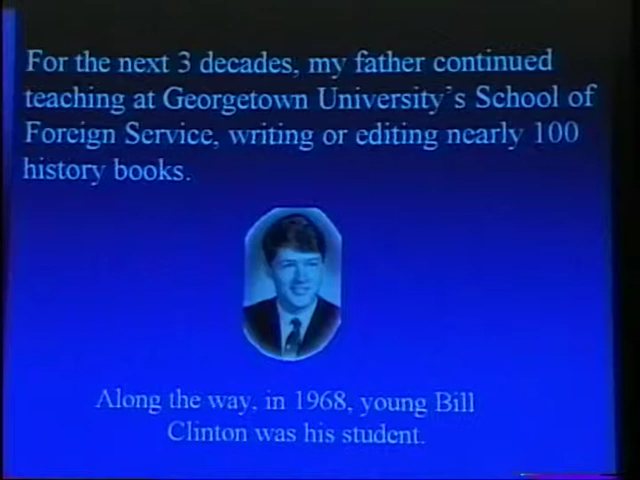 For the next 3 decades, my father continued
teaching at Georgetown University's School of
Foreign Service, writing or editing nearly 100
history books.
Along the way, in 1968, young Bill
Clinton was his student.